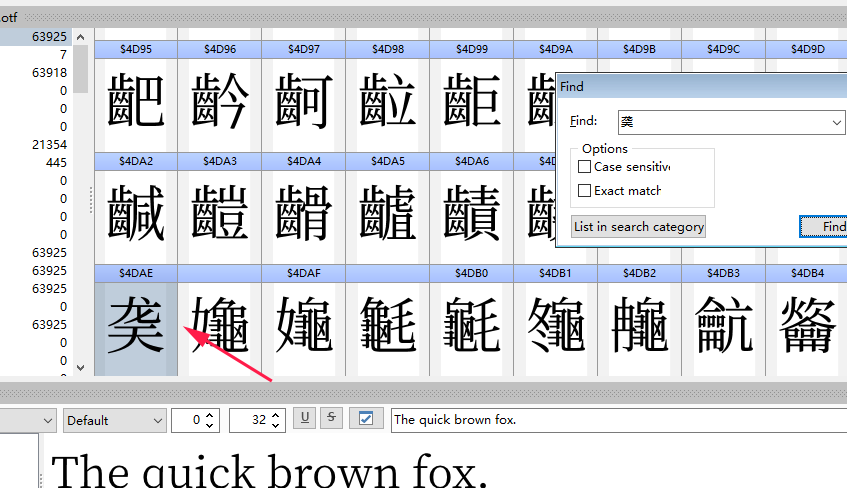 .otf
63925
7
63918
0
0
0
21354
445
0
0
0
0
63925
63925
63925
0
63925
0
0
$4D95 $4D96 $4D97 $4D98 $4D99 $4D9A $4D9B $4D9C $4D9D
䶕 䶖 䶗 䶘 䶙
$4DA2 $4DA3 $4DA4 $4DA5 $4DA6
䶢 䶣 䶤 䶥 䶦
$4DAE $4DAF $4DB0 $4DB1 $4DB2 $4DB3 $4DB4
䶮 䶯 䶯 䶰 䶰 䶱 䶲 䶳 䶴
Find
Find: 䶮
Options
Case sensitive
Exact match
List in search category
Find
Default 0 32 U S The quick brown fox.
The quick brown fox.